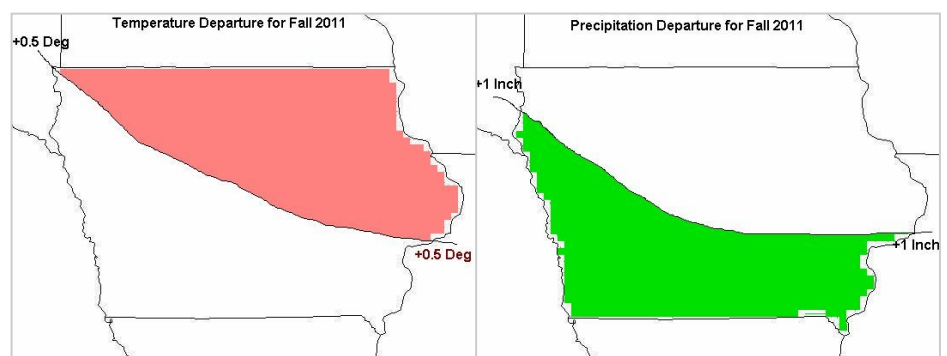 Temperature Departure for Fall 2011
+0.5 Deg
+0.5 Deg
Precipitation Departure for Fall 2011
+1 Inch
+1 Inch